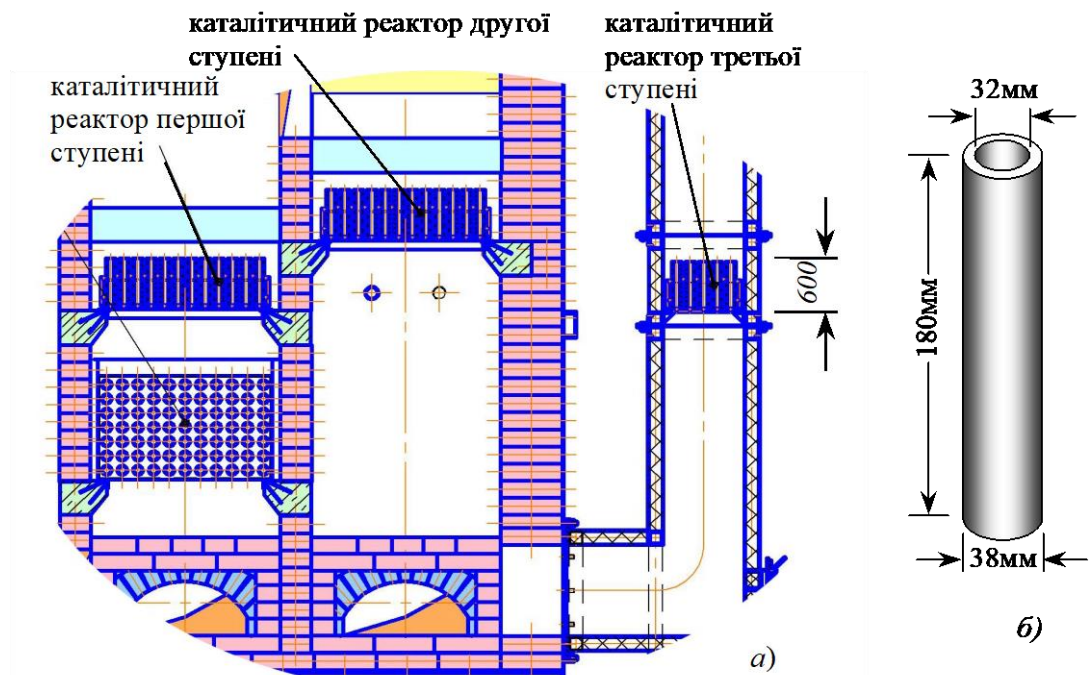 каталітичний реактор другої
ступені
каталітичний
реактор першої
ступені
каталітичний
реактор третьої
ступені
600
а)
32мм
180мм
38мм
б)